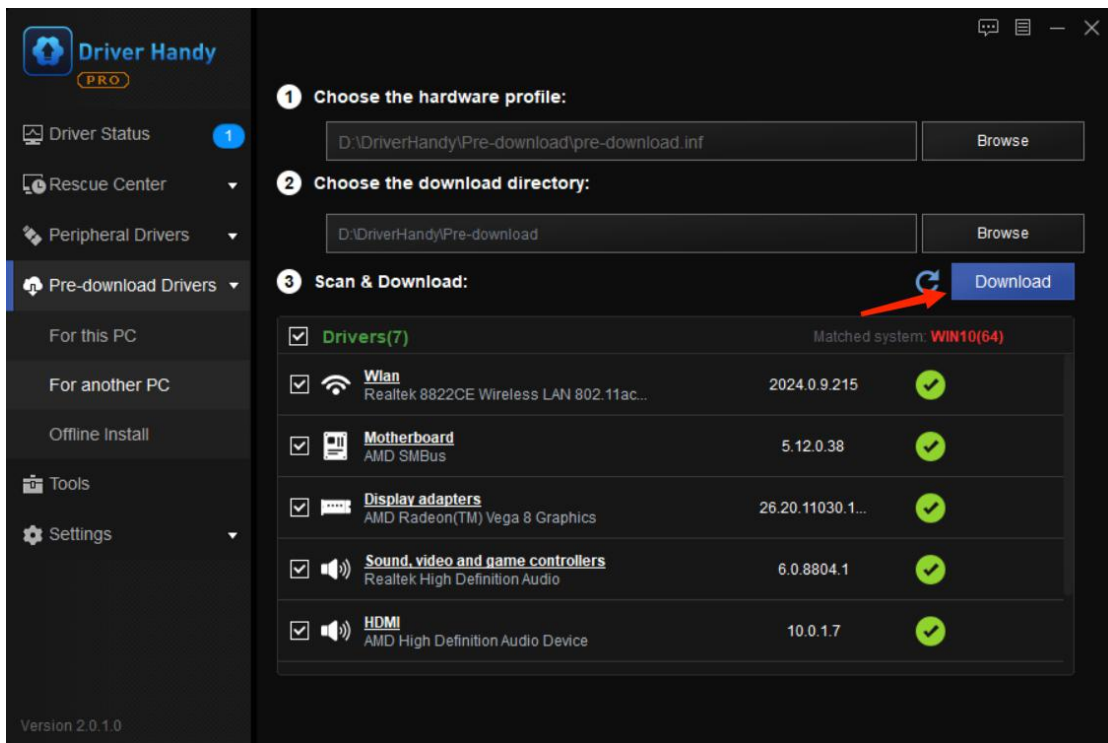 Driver Handy
PRO
Driver Status 1
Rescue Center
Peripheral Drivers
Pre-download Drivers
For this PC
For another PC
Offline Install
Tools
Settings
Version 2.0.1.0
1 Choose the hardware profile:
D:\DriverHandy\Pre-download\pre-download.inf Browse
2 Choose the download directory:
D:\DriverHandy\Pre-download Browse
3 Scan & Download: Download
Drivers(7) Matched system: WIN10(64)
Wlan
Realtek 8822CE Wireless LAN 802.11ac... 2024.0.9.215
Motherboard
AMD SMBus 5.12.0.38
Display adapters
AMD Radeon(TM) Vega 8 Graphics 26.20.11030.1...
Sound, video and game controllers
Realtek High Definition Audio 6.0.8804.1
HDMI
AMD High Definition Audio Device 10.0.1.7